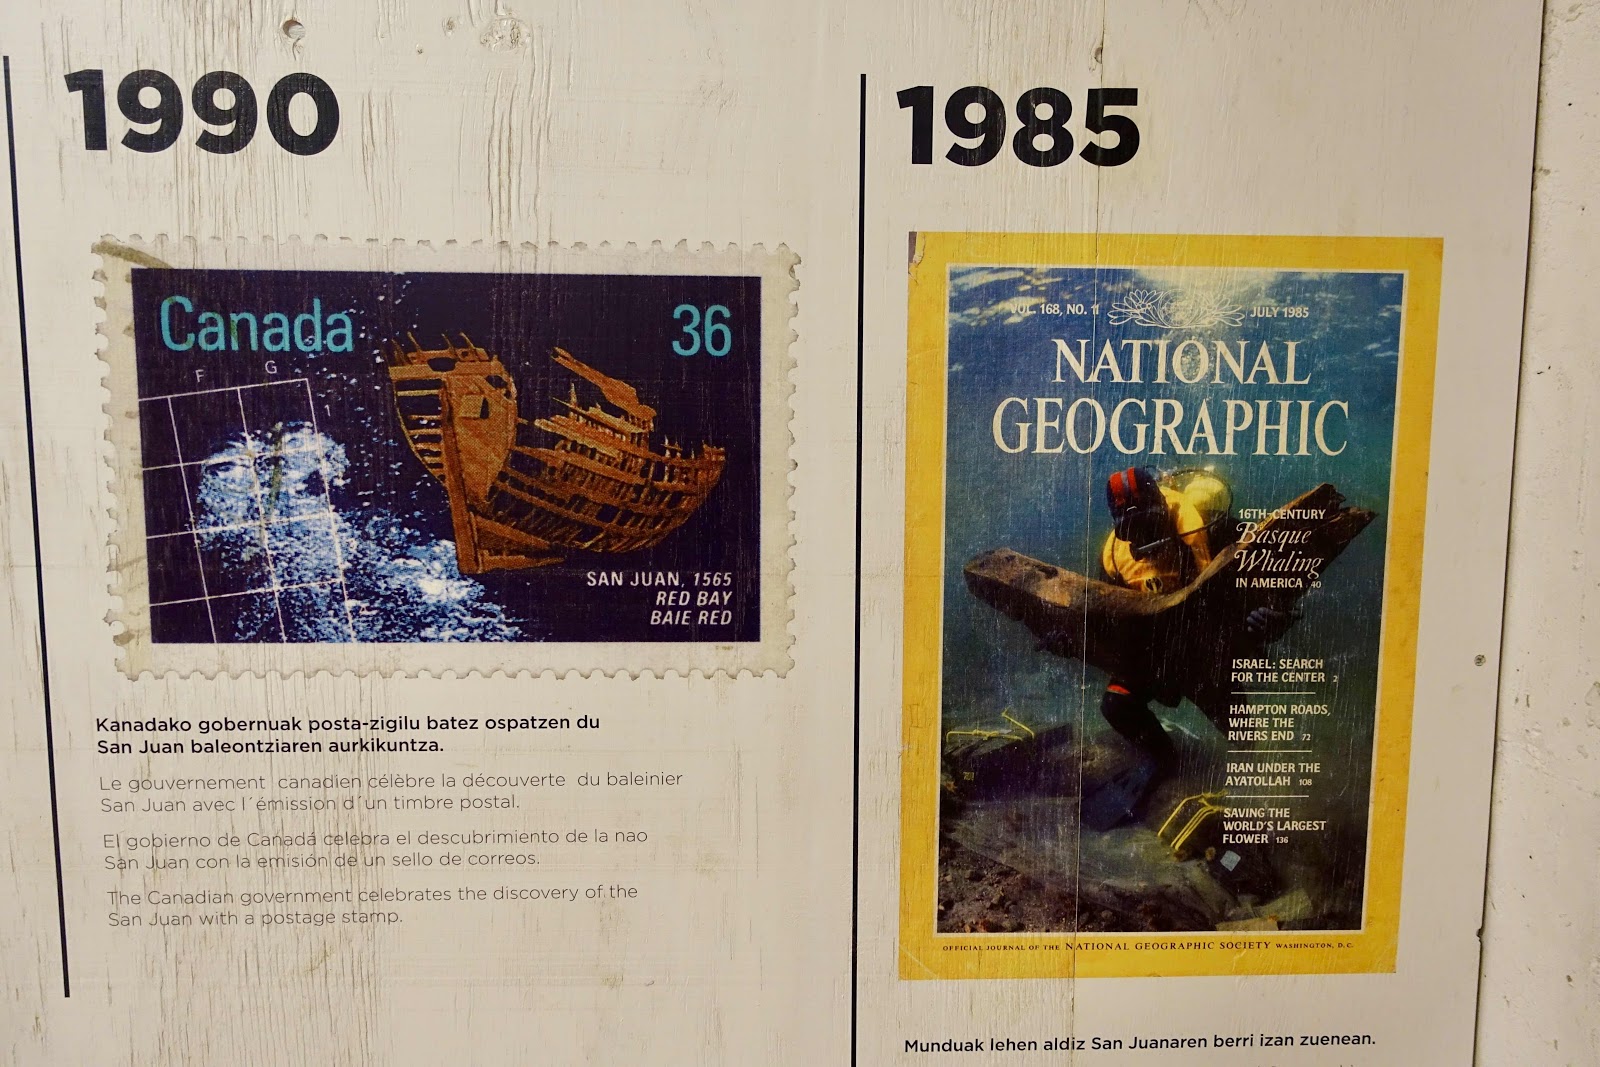 1990
Canada
36
F
G
1
SAN JUAN, 1565
RED BAY
BAIE RED
Kanadako gobernuak posta-zigilu batez ospatzen du
San Juan baleontziaren aurkikuntza.
Le gouvernement canadien célèbre la découverte du baleinier
San Juan avec l´émission d´un timbre postal.
El gobierno de Canadá celebra el descubrimiento de la nao
San Juan con la emisión de un sello de correos.
The Canadian government celebrates the discovery of the
San Juan with a postage stamp.
1985
VOL. 168, NO. 11
JULY 1985
NATIONAL
GEOGRAPHIC
16TH-CENTURY
Basque
Whaling
IN AMERICA 40
ISRAEL: SEARCH
FOR THE CENTER 2
HAMPTON ROADS,
WHERE THE
RIVERS END 72
IRAN UNDER THE
AYATOLLAH 108
SAVING THE
WORLD'S LARGEST
FLOWER 136
OFFICIAL JOURNAL OF THE NATIONAL GEOGRAPHIC SOCIETY WASHINGTON, D.C.
Munduak lehen aldiz San Juanaren berri izan zuenean.